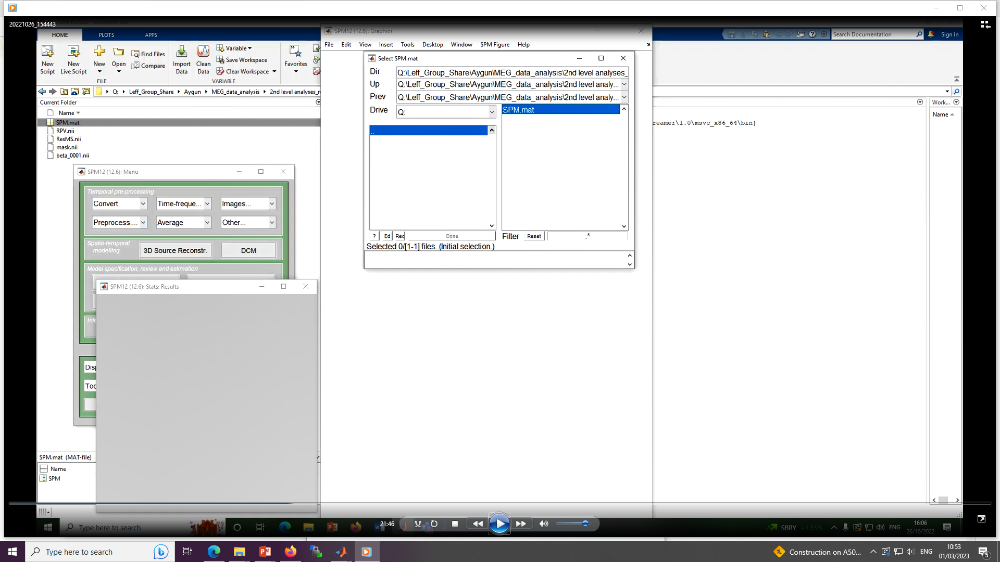 20221026_154443
HOME PLOTS APPS
New Script
New Live Script
New
Open
Find Files
Compare
Import Data
Clean Data
Variable
Save Workspace
Clear Workspace
Favorites
FILE
VARIABLE
Search Documentation
Sign In
Q: Leff_Group_Share Aygun MEG_data_analysis 2nd level analyses_r
Current Folder
Name
SPM.mat
RPV.nii
ResMS.nii
mask.nii
beta_0001.nii
SPM12 (12.6): Menu
Temporal pre-processing
Convert Time-freque... Images...
Preprocess.... Average Other...
Spatio-temporal modelling
3D Source Reconstr. DCM
Model specification, review and estimation
SPM12 (12.6): Stats: Results
SPM.mat (MAT-file)
Name
SPM
SPM12 (12.6): Graphics
File Edit View Insert Tools Desktop Window SPM Figure Help
Select SPM.mat
Dir Q:\Leff_Group_Share\Aygun\MEG_data_analysis\2nd level analyses_
Up Q:\Leff_Group_Share\Aygun\MEG_data_analysis\2nd level analy...
Prev Q:\Leff_Group_Share\Aygun\MEG_data_analysis\2nd level analy...
Drive Q:
SPM.mat
..
? Ed Rec Done Filter Reset .*
Selected 0/[1-1] files. (Initial selection.)
reamer\1.0\msvc_x86_64\bin]
Work...
Name
21:46
Type here to search
SBRY +1.55% ENG
16:06
26/10/2022
Type here to search
Construction on A50... ENG
10:53
01/03/2023
5